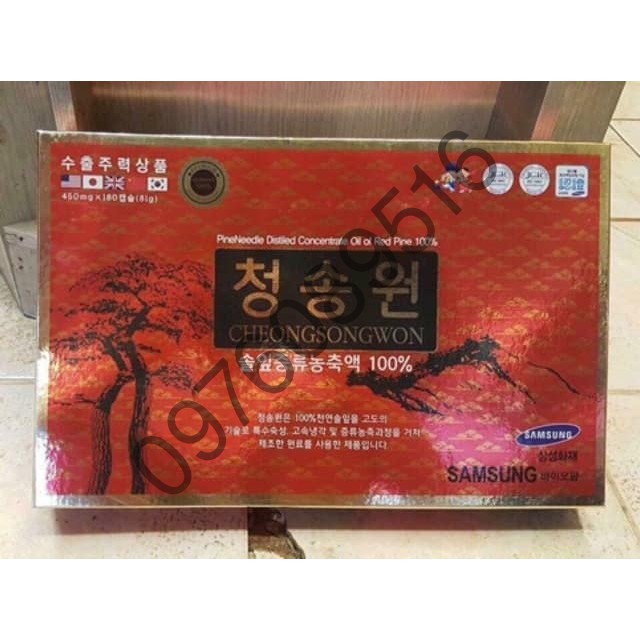 수출주력상품
450mg×180캡슐(81g)
PineNeedle Distiled Concentrate Oil of Red Pine 100%
청송원
CHEONGSONGWON
솔잎증류농축액 100%
청송원은 100%천연솔잎을 고도의
기술로 특수숙성, 고속냉각 및 증류농축과정을 거쳐
제조한 원료를 사용한 제품입니다
SAMSUNG
삼성화재
SAMSUNG 바이오팜